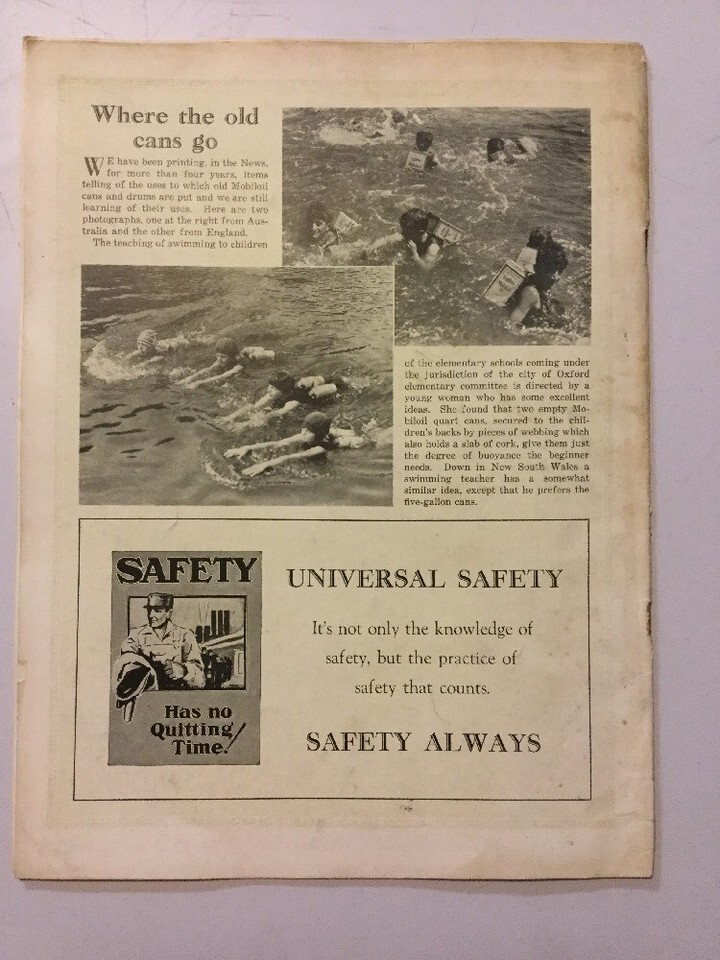 Where the old
cans go
WE have been printing, in the News,
for more than four years, items
telling of the uses to which old Mobiloil
cans and drums are put and we are still
learning of their uses. Here are two
photographs, one at the right from Aus-
tralia and the other from England.
The teaching of swimming to children
of the elementary schools coming under
the jurisdiction of the city of Oxford
elementary committee is directed by a
young woman who has some excellent
ideas. She found that two empty Mo-
biloil quart cans, secured to the chil-
dren's backs by pieces of webbing which
also holds a slab of cork, give them just
the degree of buoyance the beginner
needs. Down in New South Wales a
swimming teacher has a somewhat
similar idea, except that he prefers the
five-gallon cans.
SAFETY
Has no
Quitting
Time!
UNIVERSAL SAFETY
It's not only the knowledge of
safety, but the practice of
safety that counts.
SAFETY ALWAYS